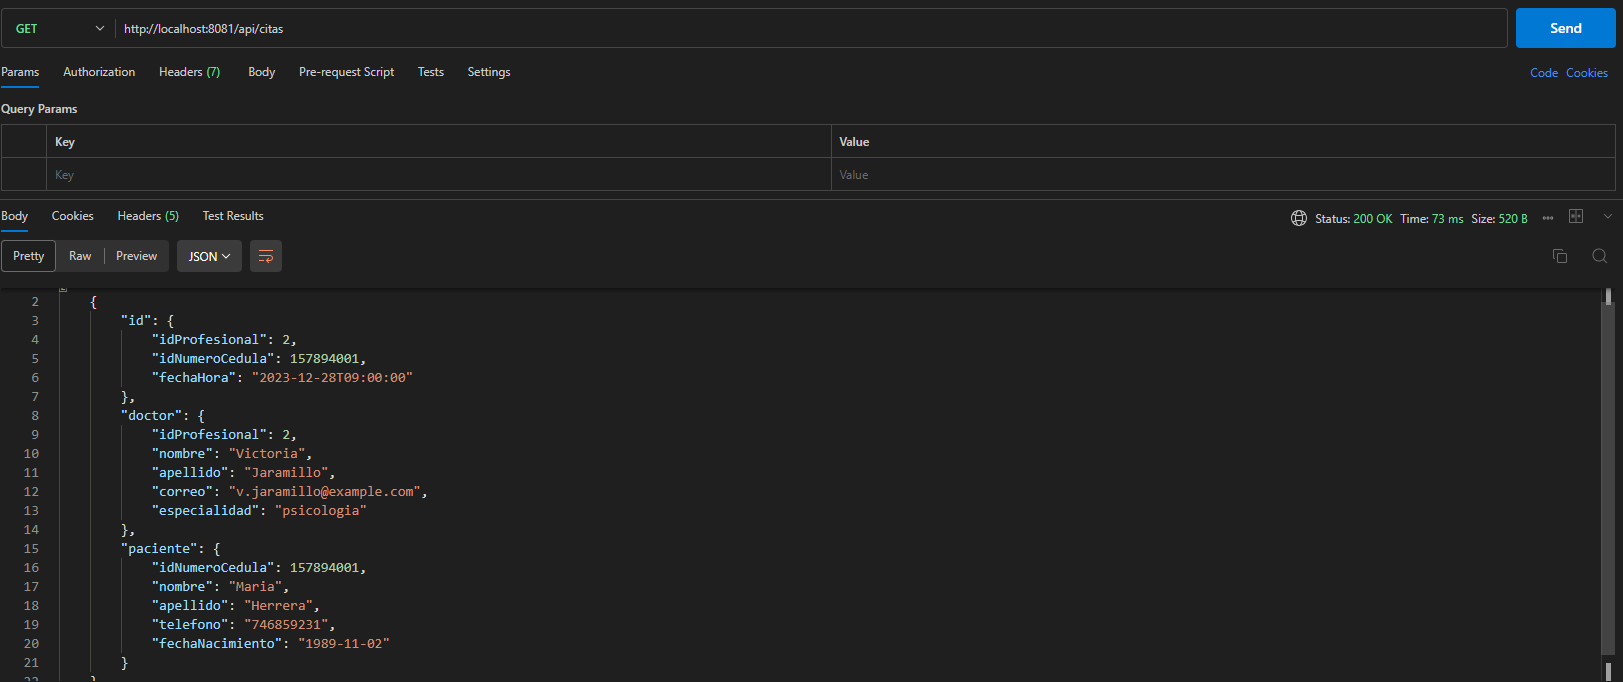 GET http://localhost:8081/api/citas Send
Params Authorization Headers (7) Body Pre-request Script Tests Settings Code Cookies
Query Params
Key Value
Key Value
Body Cookies Headers (5) Test Results Status: 200 OK Time: 73 ms Size: 520 B
Pretty Raw Preview JSON
2 {
3 "id": {
4 "idProfesional": 2,
5 "idNumeroCedula": 157894001,
6 "fechaHora": "2023-12-28T09:00:00"
7 },
8 "doctor": {
9 "idProfesional": 2,
10 "nombre": "Victoria",
11 "apellido": "Jaramillo",
12 "correo": "v.jaramillo@example.com",
13 "especialidad": "psicologia"
14 },
15 "paciente": {
16 "idNumeroCedula": 157894001,
17 "nombre": "Maria",
18 "apellido": "Herrera",
19 "telefono": "746859231",
20 "fechaNacimiento": "1989-11-02"
21 }
22 }